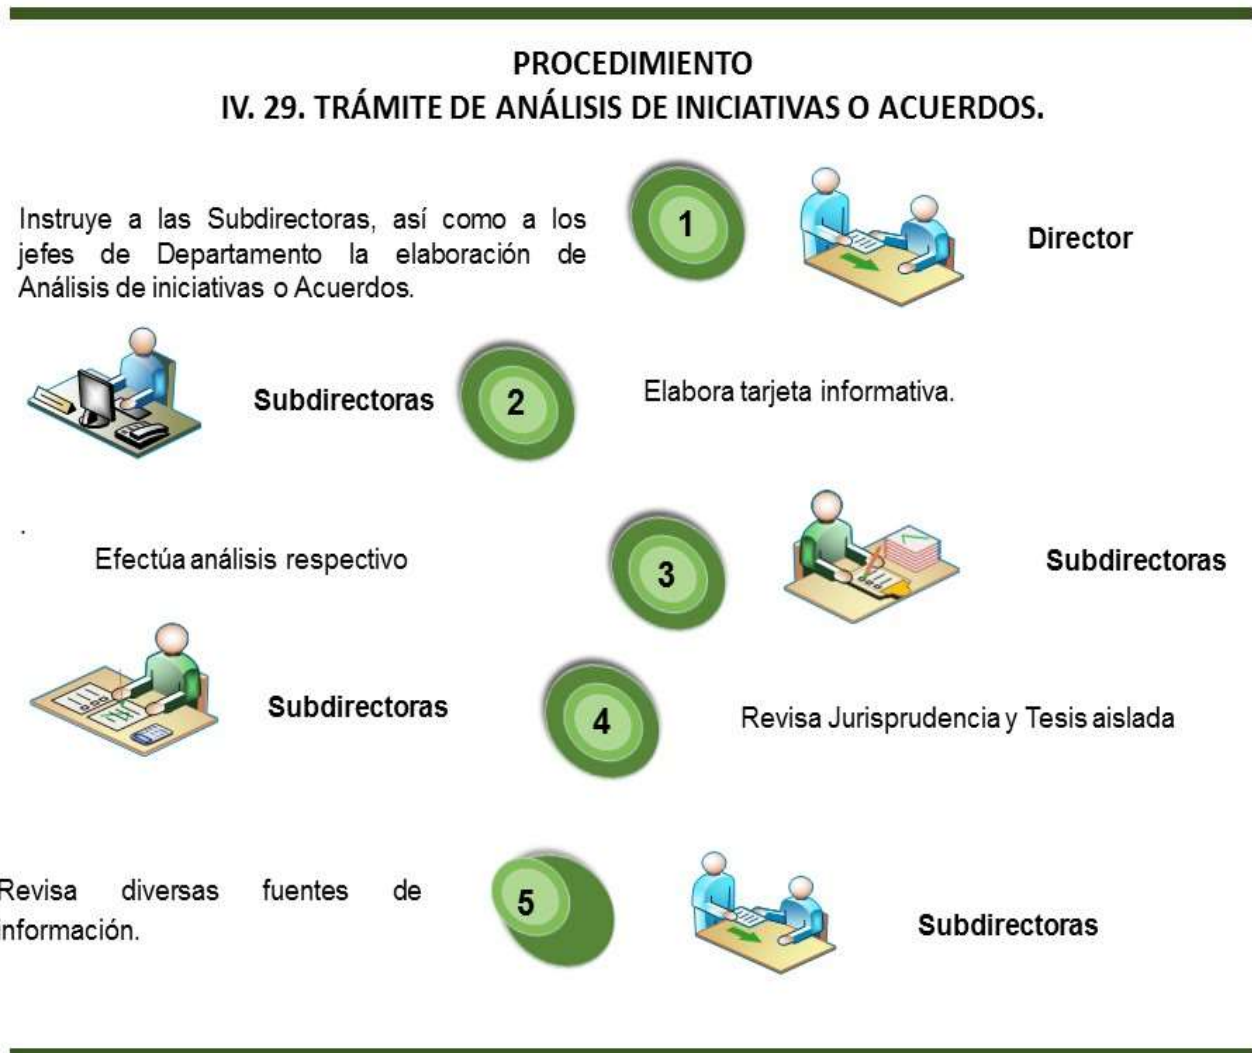 PROCEDIMIENTO
IV. 29. TRÁMITE DE ANÁLISIS DE INICIATIVAS O ACUERDOS.
Instruye a las Subdirectoras, así como a los
jefes de Departamento la elaboración de
Análisis de iniciativas o Acuerdos.
1
Director
Subdirectoras
2
Elabora tarjeta informativa.
.
Efectúa análisis respectivo
3
Subdirectoras
Subdirectoras
4
Revisa Jurisprudencia y Tesis aislada
Revisa diversas fuentes de
información.
5
Subdirectoras